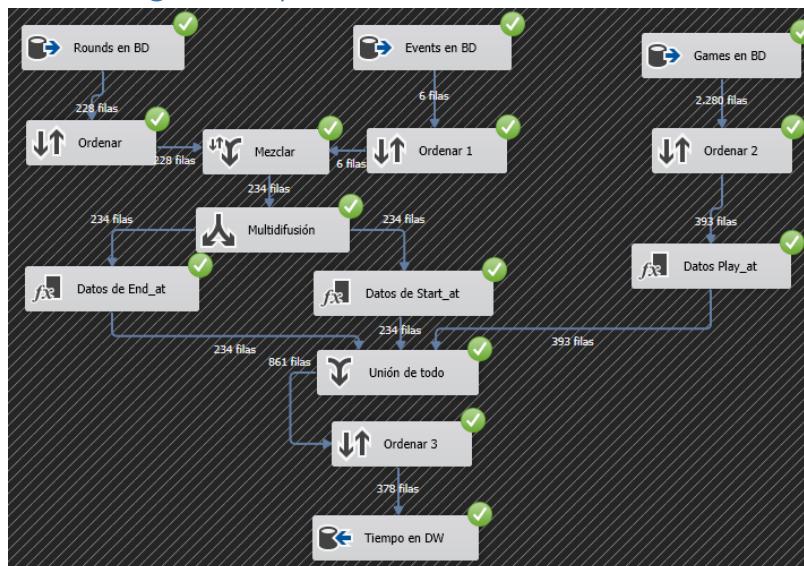 Rounds en BD
Events en BD
Games en BD
228 filas
6 filas
2.280 filas
Ordenar
Mezclar
Ordenar 1
Ordenar 2
228 filas
6 filas
234 filas
234 filas
Multidifusión
234 filas
393 filas
Datos de End_at
Datos de Start_at
Datos Play_at
234 filas
234 filas
393 filas
861 filas
Unión de todo
Ordenar 3
378 filas
Tiempo en DW